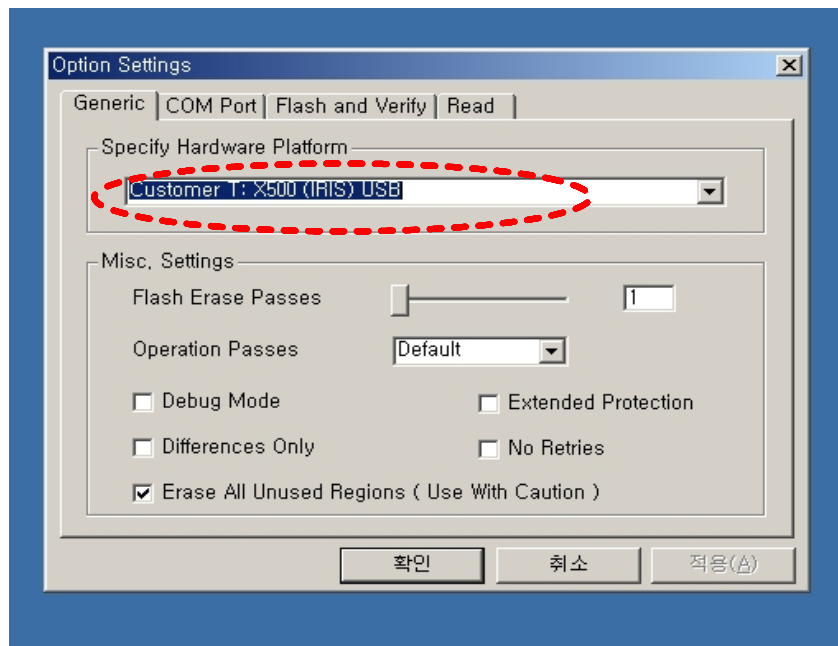 Option Settings
Generic COM Port Flash and Verify Read
Specify Hardware Platform
Customer T: X500 (IRIS) USB
Misc, Settings
Flash Erase Passes 1
Operation Passes Default
Debug Mode Extended Protection
Differences Only No Retries
Erase All Unused Regions ( Use With Caution )
확인 취소 적용(A)